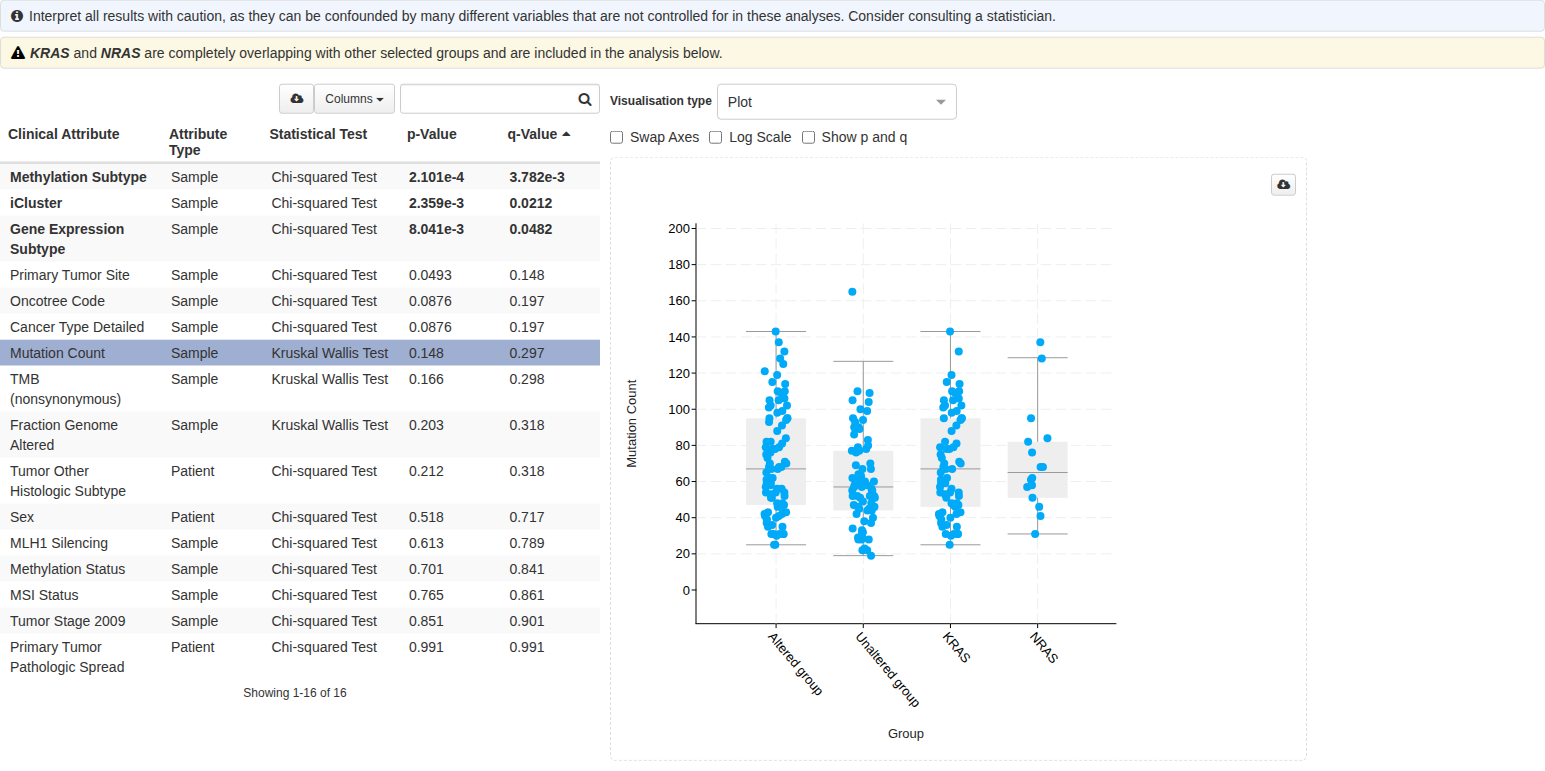 Interpret all results with caution, as they can be confounded by many different variables that are not controlled for in these analyses. Consider consulting a statistician.
KRAS and NRAS are completely overlapping with other selected groups and are included in the analysis below.
Columns
Clinical Attribute Attribute Type Statistical Test p-Value q-Value
Methylation Subtype Sample Chi-squared Test 2.101e-4 3.782e-3
iCluster Sample Chi-squared Test 2.359e-3 0.0212
Gene Expression Subtype Sample Chi-squared Test 8.041e-3 0.0482
Primary Tumor Site Sample Chi-squared Test 0.0493 0.148
Oncotree Code Sample Chi-squared Test 0.0876 0.197
Cancer Type Detailed Sample Chi-squared Test 0.0876 0.197
Mutation Count Sample Kruskal Wallis Test 0.148 0.297
TMB (nonsynonymous) Sample Kruskal Wallis Test 0.166 0.298
Fraction Genome Altered Sample Kruskal Wallis Test 0.203 0.318
Tumor Other Histologic Subtype Patient Chi-squared Test 0.212 0.318
Sex Patient Chi-squared Test 0.518 0.717
MLH1 Silencing Sample Chi-squared Test 0.613 0.789
Methylation Status Sample Chi-squared Test 0.701 0.841
MSI Status Sample Chi-squared Test 0.765 0.861
Tumor Stage 2009 Sample Chi-squared Test 0.851 0.901
Primary Tumor Pathologic Spread Patient Chi-squared Test 0.991 0.991
Showing 1-16 of 16
Visualisation type Plot
Swap Axes Log Scale Show p and q
200
180
160
140
120
100
80
60
40
20
0
Mutation Count
Altered group
Unaltered group
KRAS
NRAS
Group